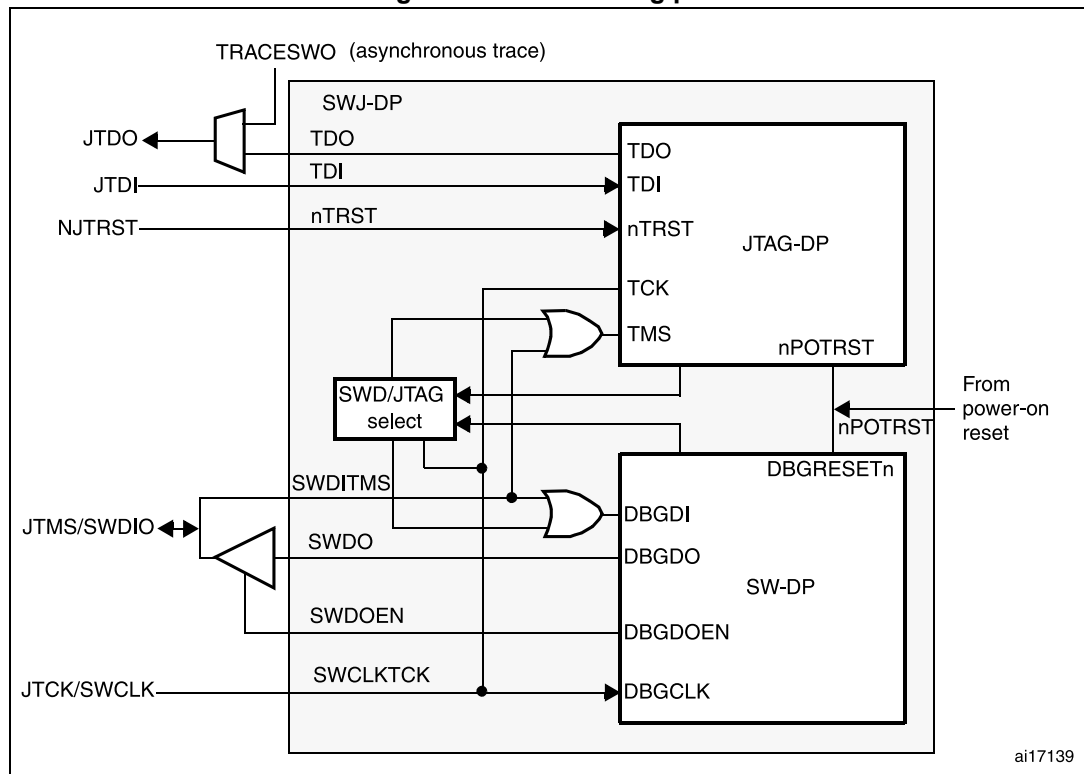 TRACESWO (asynchronous trace)
SWJ-DP
JTDO
TDO
TDO
JTDI
TDI
TDI
NJTRST
nTRST
nTRST
JTAG-DP
TCK
TMS
nPOTRST
SWD/JTAG
select
From
power-on
reset
nPOTRST
DBGRESETn
SWDITMS
JTMS/SWDIO
DBGDI
SWDO
DBGDO
SW-DP
SWDOEN
DBGDOEN
JTCK/SWCLK
SWCLKTCK
DBGCLK
ai17139